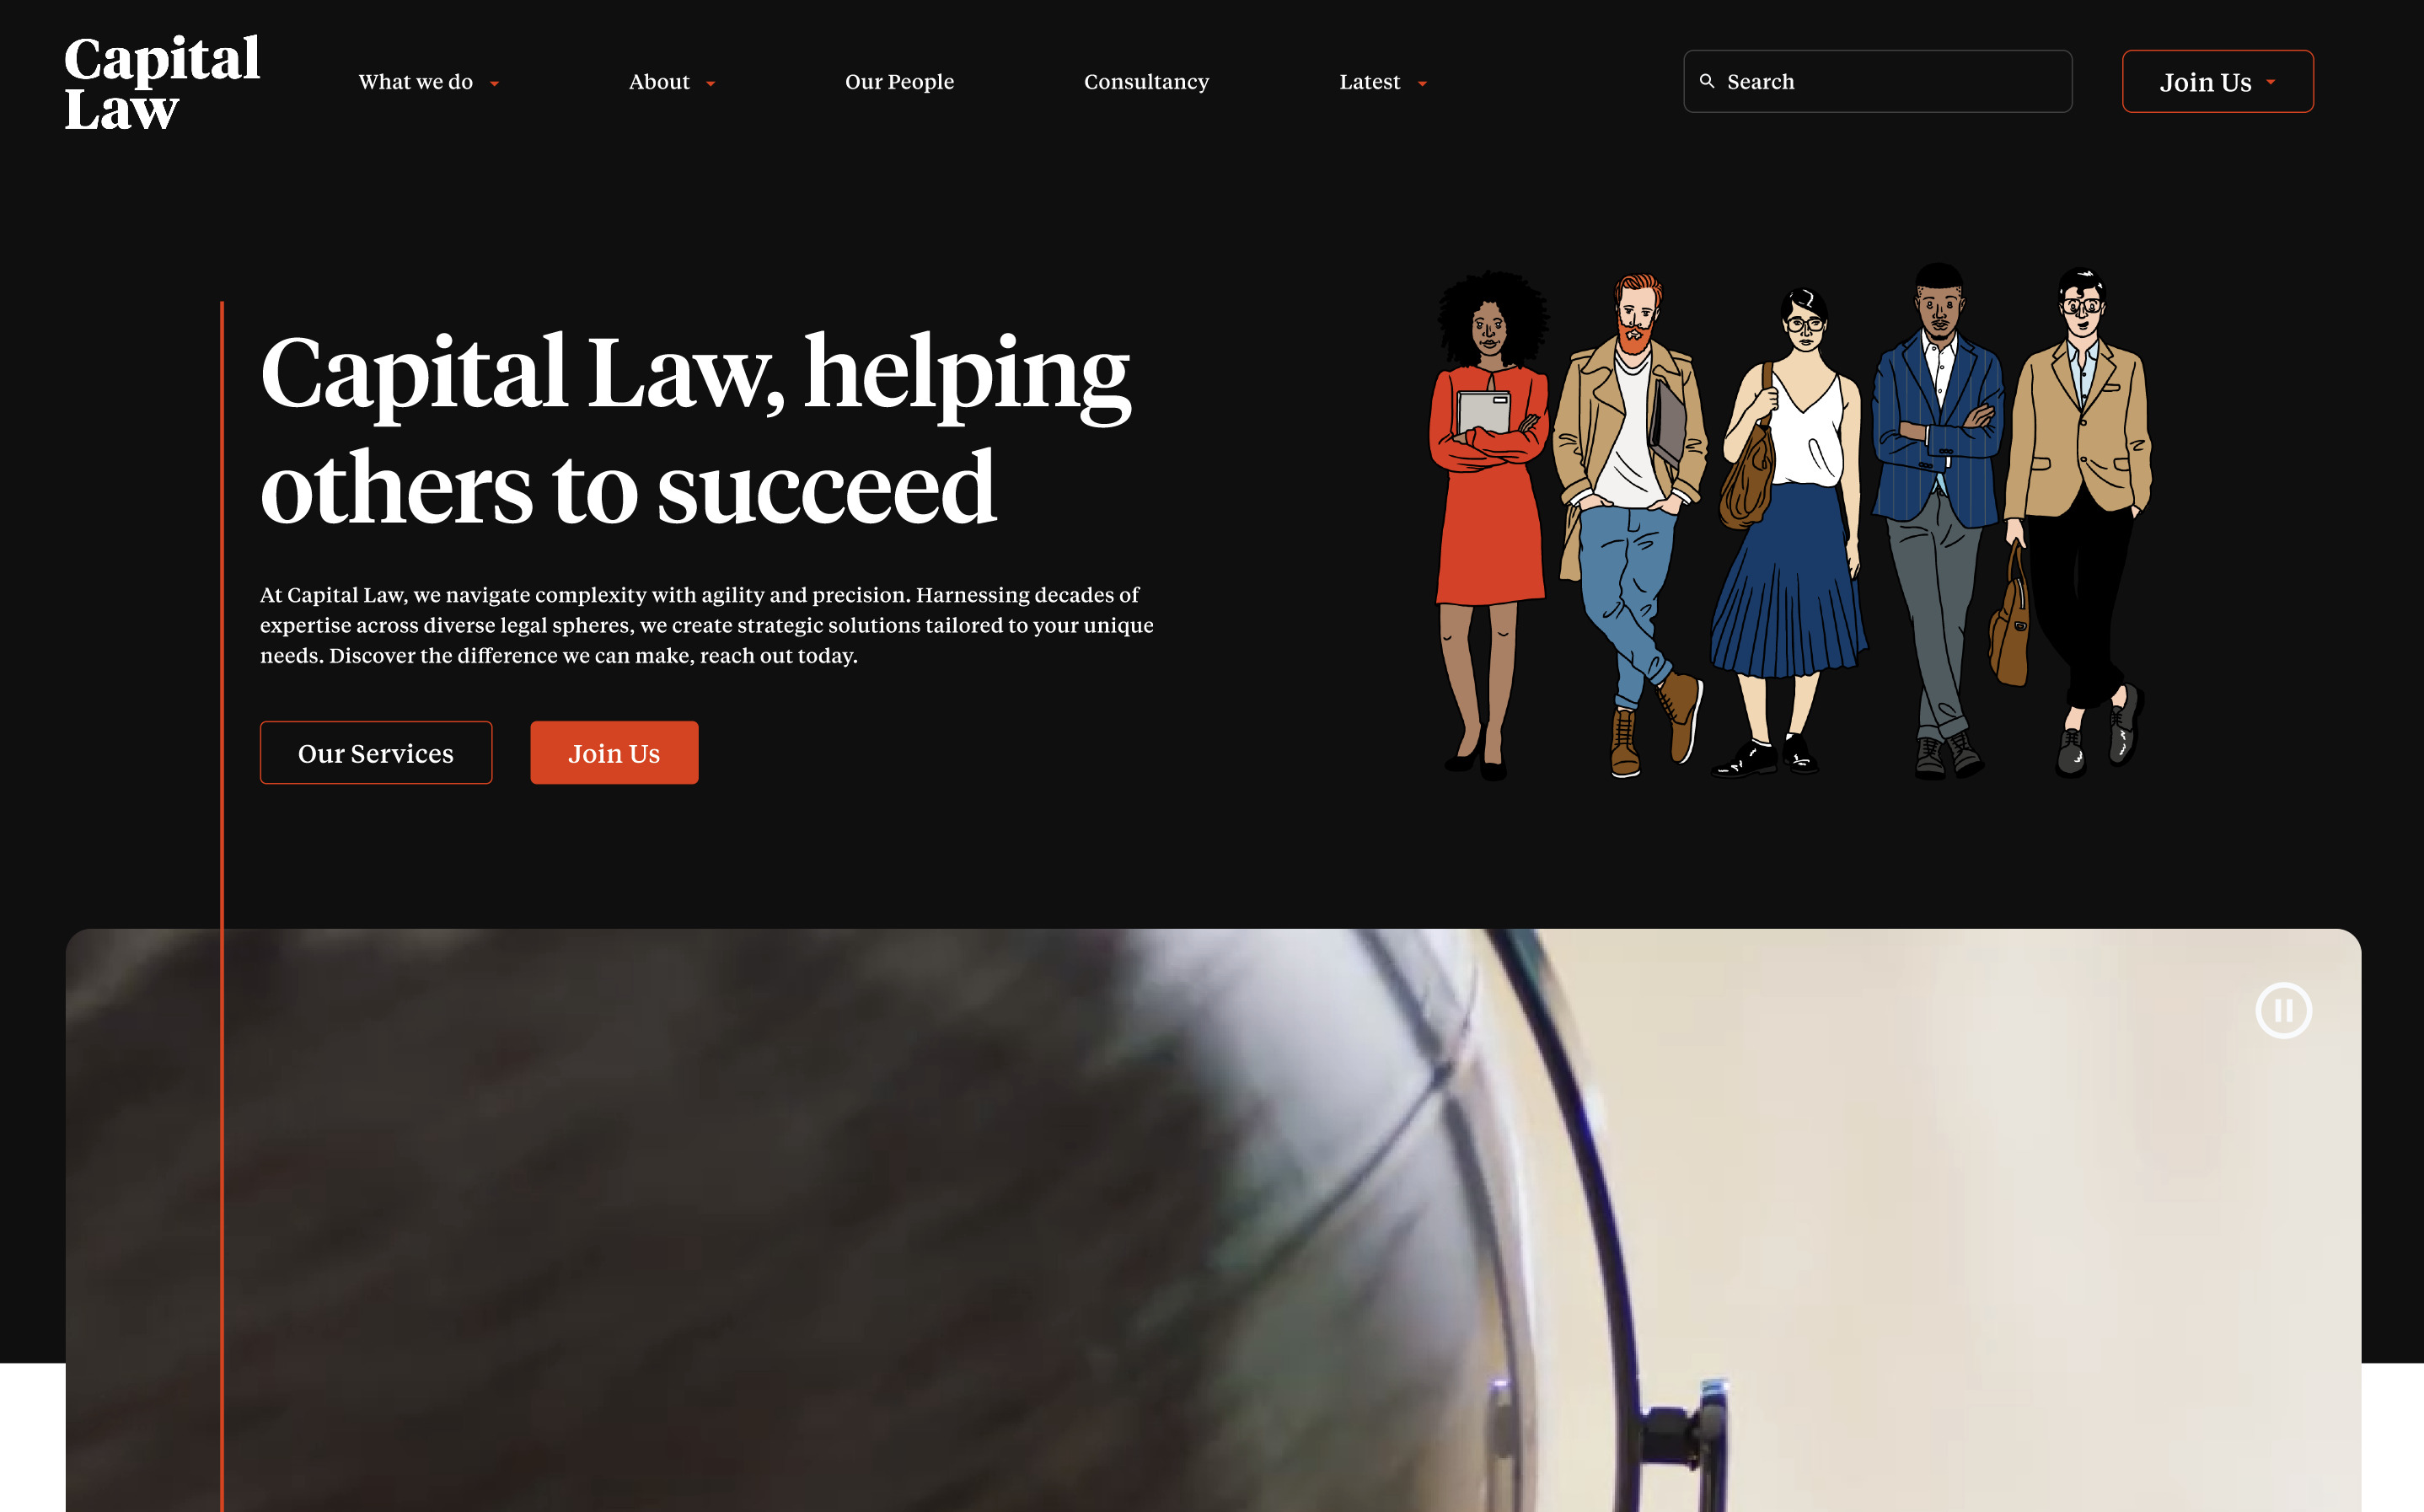 Capital
Law
What we do
About
Our People
Consultancy
Latest
Search
Join Us
Capital Law, helping
others to succeed
At Capital Law, we navigate complexity with agility and precision. Harnessing decades of
expertise across diverse legal spheres, we create strategic solutions tailored to your unique
needs. Discover the difference we can make, reach out today.
Our Services
Join Us